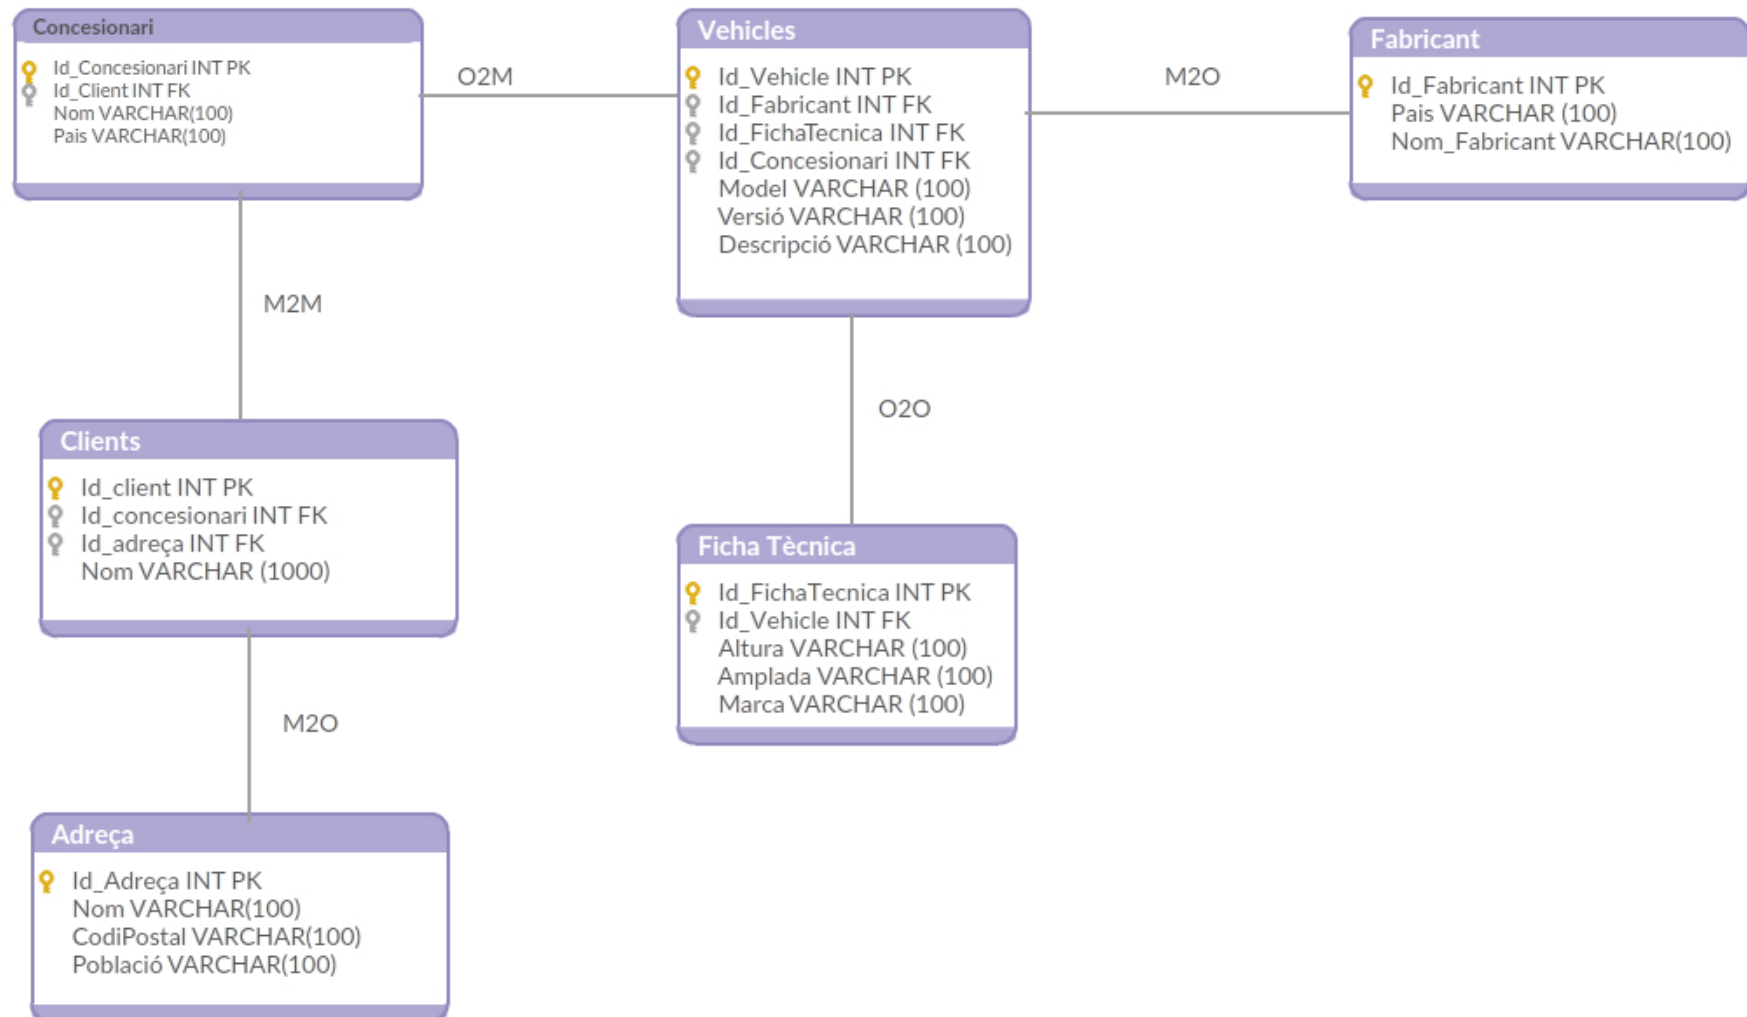 Concesionari
Id_Concesionari INT PK
Id_Client INT FK
Nom VARCHAR(100)
Pais VARCHAR(100)
O2M
Vehicles
Id_Vehicle INT PK
Id_Fabricant INT FK
Id_FichaTecnica INT FK
Id_Concesionari INT FK
Model VARCHAR (100)
Versió VARCHAR (100)
Descripció VARCHAR (100)
M2O
Fabricant
Id_Fabricant INT PK
Pais VARCHAR (100)
Nom_Fabricant VARCHAR(100)
M2M
O2O
Clients
Id_client INT PK
Id_concesionari INT FK
Id_adreça INT FK
Nom VARCHAR (1000)
Ficha Tècnica
Id_FichaTecnica INT PK
Id_Vehicle INT FK
Altura VARCHAR (100)
Amplada VARCHAR (100)
Marca VARCHAR (100)
M2O
Adreça
Id_Adreça INT PK
Nom VARCHAR(100)
CodiPostal VARCHAR(100)
Població VARCHAR(100)